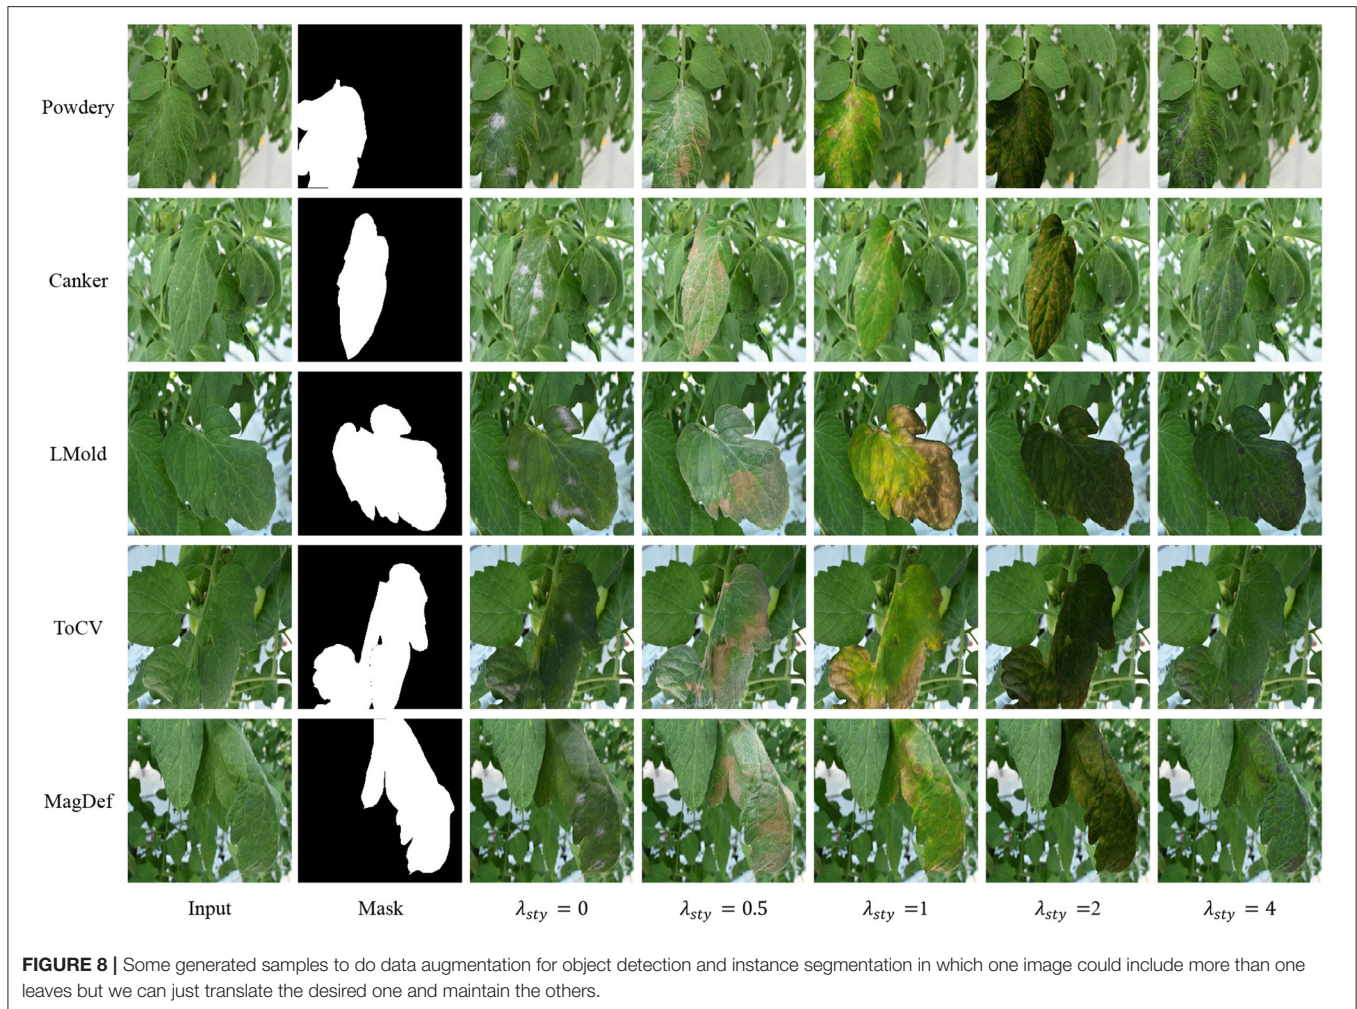 Powdery
Canker
LMold
ToCV
MagDef
Input Mask λsty = 0 λsty = 0.5 λsty =1 λsty =2 λsty = 4
FIGURE 8 | Some generated samples to do data augmentation for object detection and instance segmentation in which one image could include more than one
leaves but we can just translate the desired one and maintain the others.